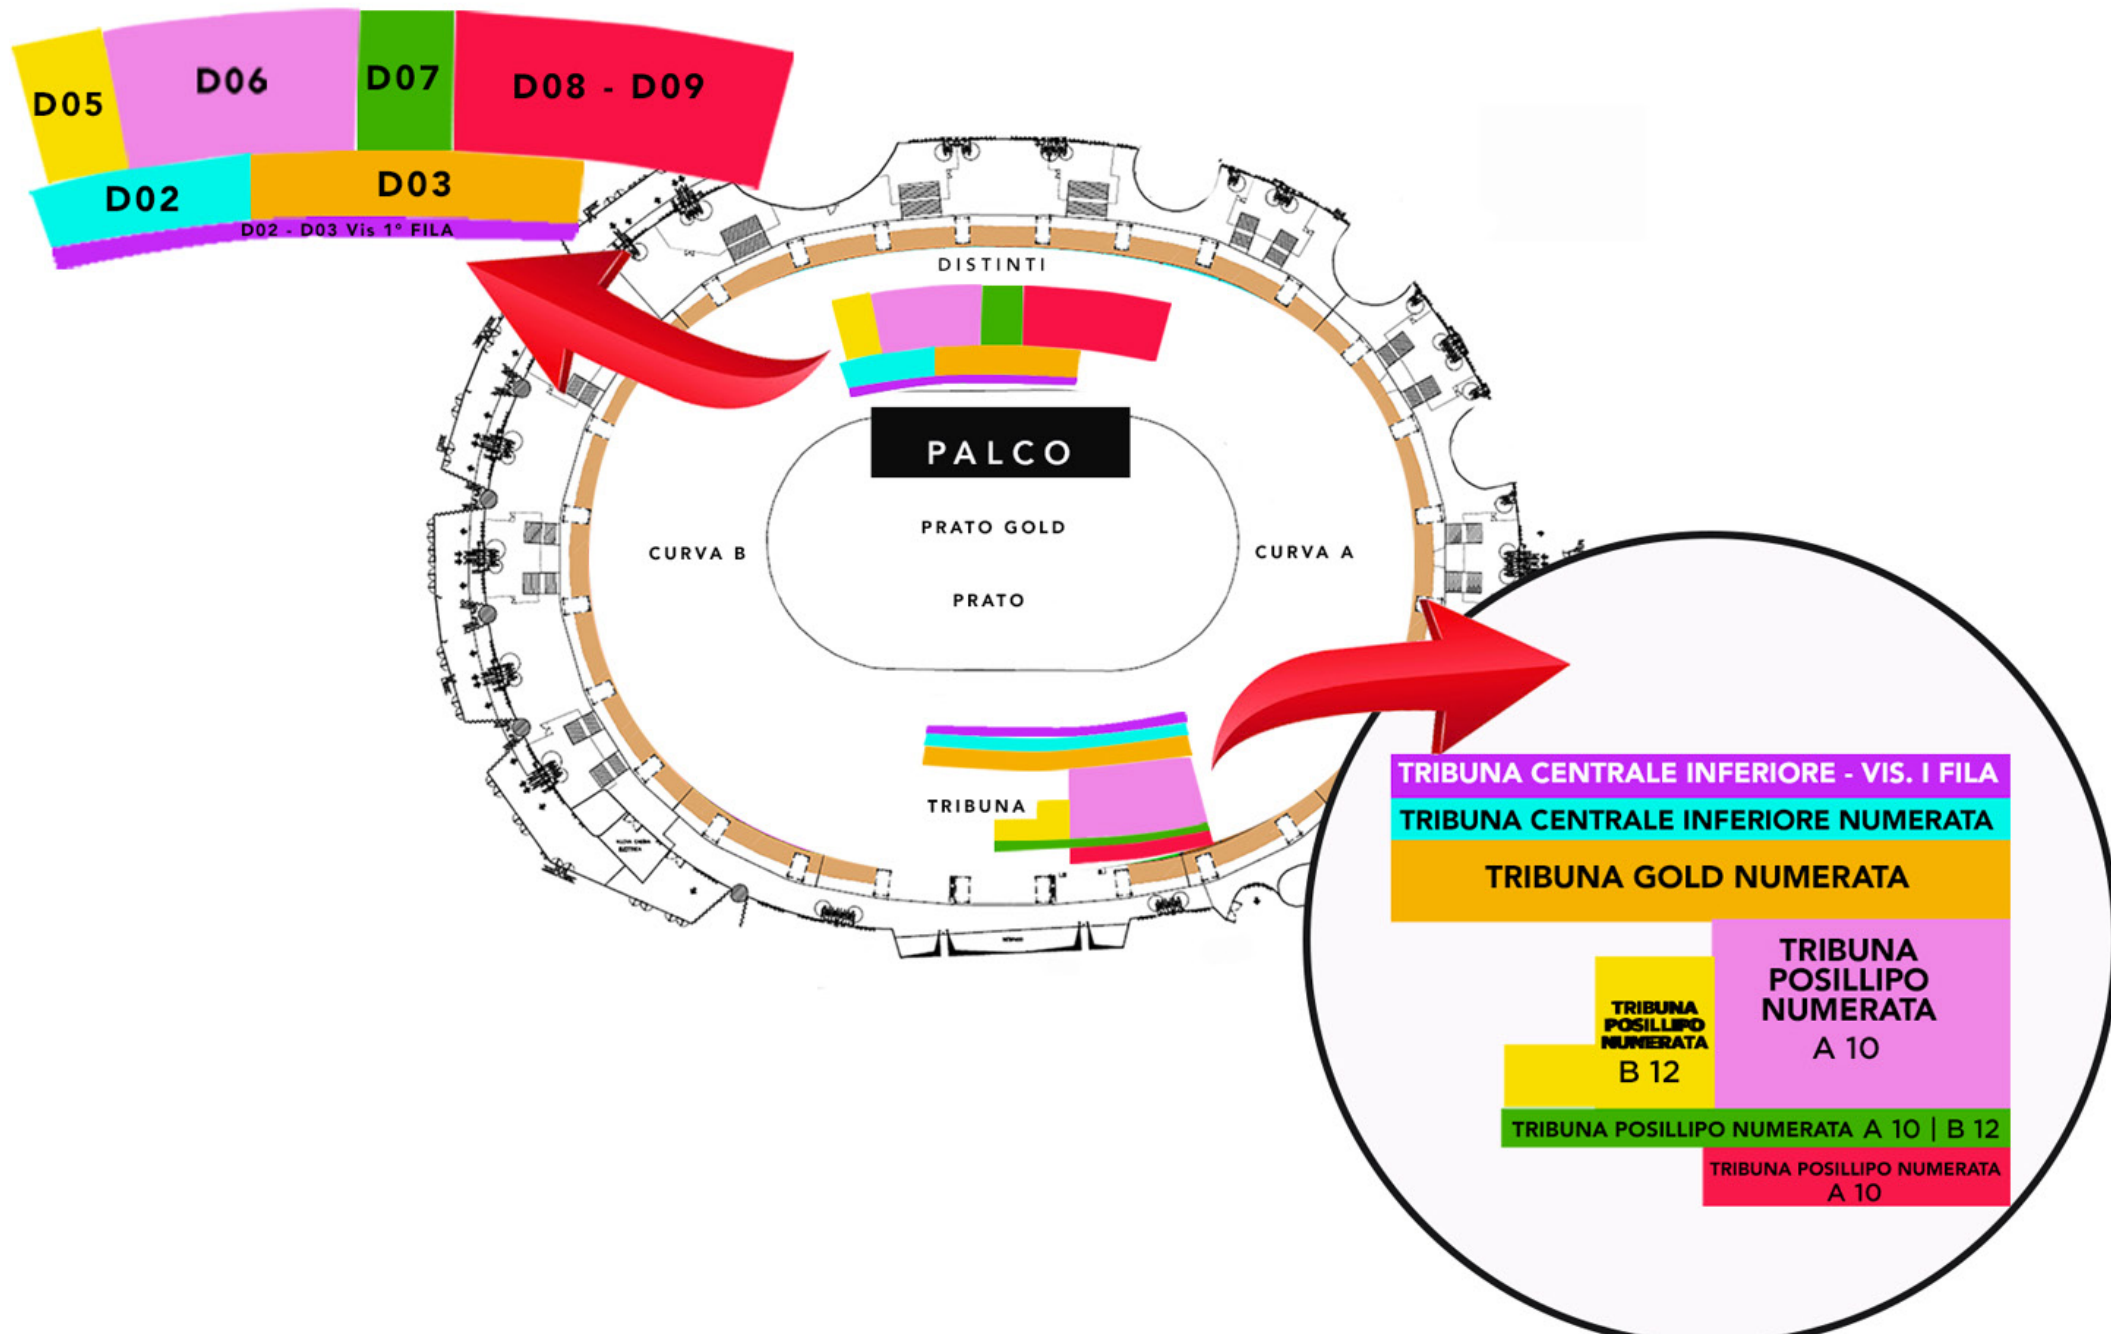 D05
D06
D07
D08 - D09
D02
D03
D02 - D03 Vis 1° FILA
DISTINTI
PALCO
PRATO GOLD
CURVA B
CURVA A
PRATO
TRIBUNA
TRIBUNA CENTRALE INFERIORE - VIS. I FILA
TRIBUNA CENTRALE INFERIORE NUMERATA
TRIBUNA GOLD NUMERATA
TRIBUNA
POSILLIPO
NUMERATA
A 10
TRIBUNA
POSILLIPO
NUMERATA
B 12
TRIBUNA POSILLIPO NUMERATA A 10 | B 12
TRIBUNA POSILLIPO NUMERATA
A 10